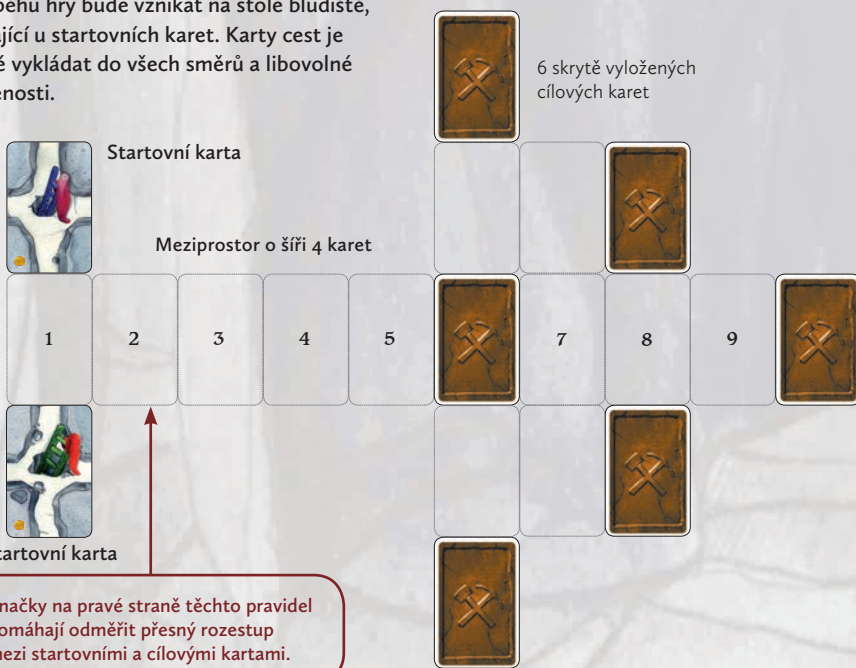 běhu hry bude vznikat na stole bludiště,
jící u startovních karet. Karty cest je
vykládat do všech směrů a libovolné
enosti.
6 skrytě vyložených
cílových karet
Startovní karta
Meziprostor o šíři 4 karet
1 2 3 4 5 7 8 9
tartovní karta
načky na pravé straně těchto pravidel
omáhají odměřit přesný rozestup
mezi startovními a cílovými kartami.